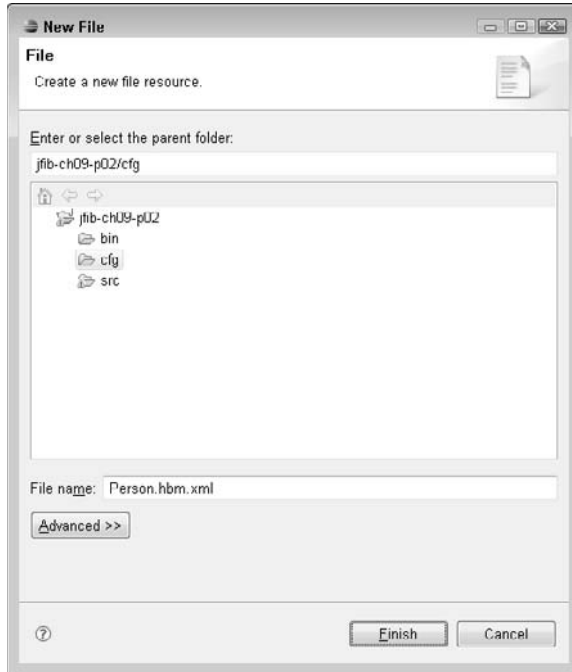 New File
File
Create a new file resource.
Enter or select the parent folder:
jfib-ch09-p02/cfg
jfib-ch09-p02
bin
cfg
src
File name: Person.hbm.xml
Advanced >>
Finish Cancel